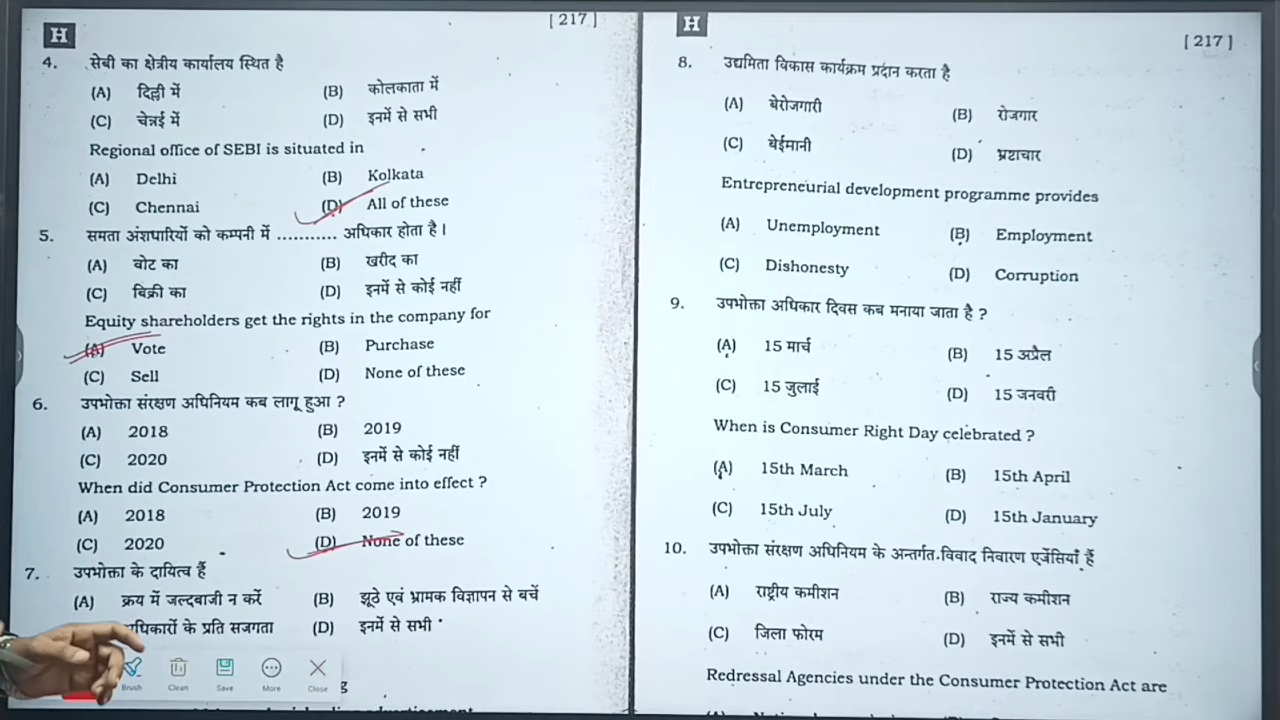 H
[ 217 ]
4. सेबी का क्षेत्रीय कार्यालय स्थित है
(A) दिल्ली में (B) कोलकाता में
(C) चेन्नई में (D) इनमें से सभी
Regional office of SEBI is situated in
(A) Delhi (B) Kolkata
(C) Chennai (D) All of these
5. समता अंशधारियों को कम्पनी में ........... अधिकार होता है।
(A) वोट का (B) खरीद का
(C) बिक्री का (D) इनमें से कोई नहीं
Equity shareholders get the rights in the company for
(A) Vote (B) Purchase
(C) Sell (D) None of these
6. उपभोक्ता संरक्षण अधिनियम कब लागू हुआ ?
(A) 2018 (B) 2019
(C) 2020 (D) इनमें से कोई नहीं
When did Consumer Protection Act come into effect ?
(A) 2018 (B) 2019
(C) 2020 (D) None of these
7. उपभोक्ता के दायित्व हैं
(A) क्रय में जल्दबाजी न करें (B) झूठे एवं भ्रामक विज्ञापन से बचें
के प्रति सजगता (D) इनमें से सभी
Brush Clean Save More Close
H
[ 217 ]
8. उद्यमिता विकास कार्यक्रम प्रदान करता है
(A) बेरोजगारी (B) रोजगार
(C) बेईमानी (D) भ्रष्टाचार
Entrepreneurial development programme provides
(A) Unemployment (B) Employment
(C) Dishonesty (D) Corruption
9. उपभोक्ता अधिकार दिवस कब मनाया जाता है ?
(A) 15 मार्च (B) 15 अप्रैल
(C) 15 जुलाई (D) 15 जनवरी
When is Consumer Right Day celebrated ?
(A) 15th March (B) 15th April
(C) 15th July (D) 15th January
10. उपभोक्ता संरक्षण अधिनियम के अन्तर्गत विवाद निवारण एजेंसियाँ हैं
(A) राष्ट्रीय कमीशन (B) राज्य कमीशन
(C) जिला फोरम (D) इनमें से सभी
Redressal Agencies under the Consumer Protection Act are